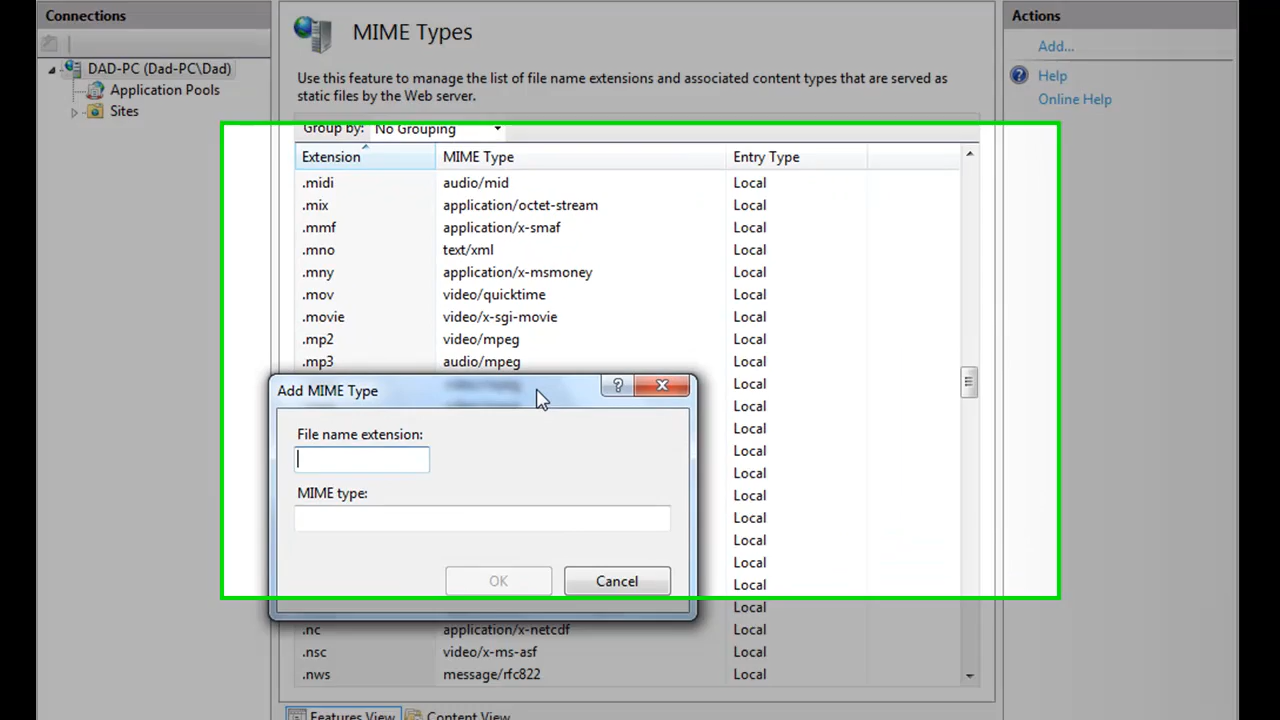 Connections
DAD-PC (Dad-PC\Dad)
Application Pools
Sites
MIME Types
Use this feature to manage the list of file name extensions and associated content types that are served as
static files by the Web server.
Group by: No Grouping
Extension MIME Type Entry Type
.midi audio/mid Local
.mix application/octet-stream Local
.mmf application/x-smaf Local
.mno text/xml Local
.mny application/x-msmoney Local
.mov video/quicktime Local
.movie video/x-sgi-movie Local
.mp2 video/mpeg Local
.mp3 audio/mpeg Local
Local
Local
Local
Local
Local
Local
Local
Local
Local
Local
Local
.nc application/x-netcdf Local
.nsc video/x-ms-asf Local
.nws message/rfc822 Local
Add MIME Type
File name extension:
MIME type:
OK Cancel
Features View Content View
Actions
Add...
Help
Online Help